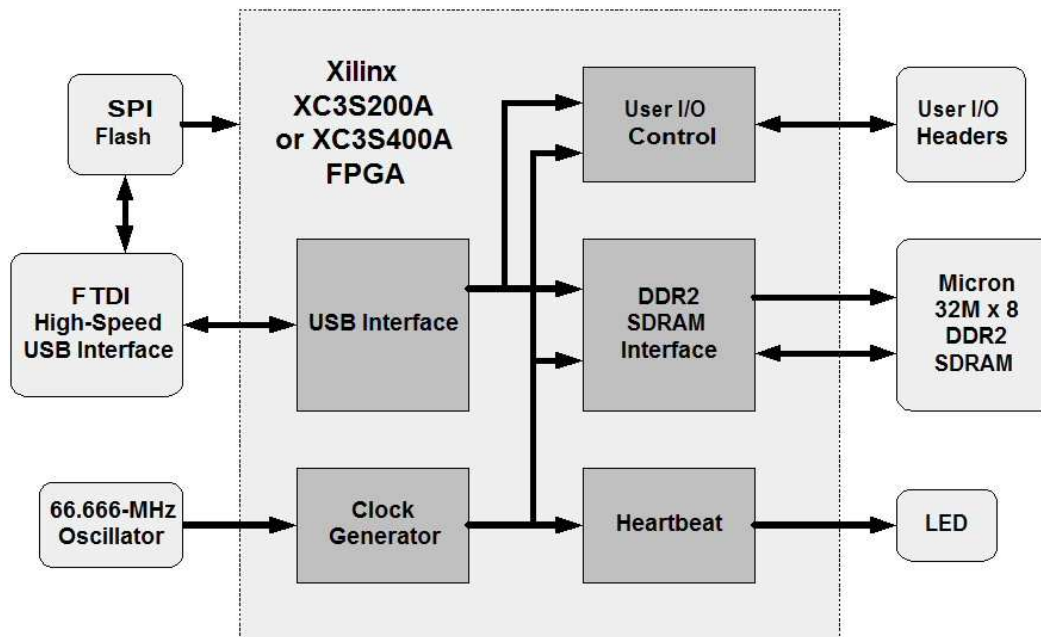 Xilinx
XC3S200A
or XC3S400A
FPGA
SPI
Flash
User I/O
Control
User I/O
Headers
FTDI
High-Speed
USB Interface
USB Interface
DDR2
SDRAM
Interface
Micron
32M x 8
DDR2
SDRAM
66.666-MHz
Oscillator
Clock
Generator
Heartbeat
LED